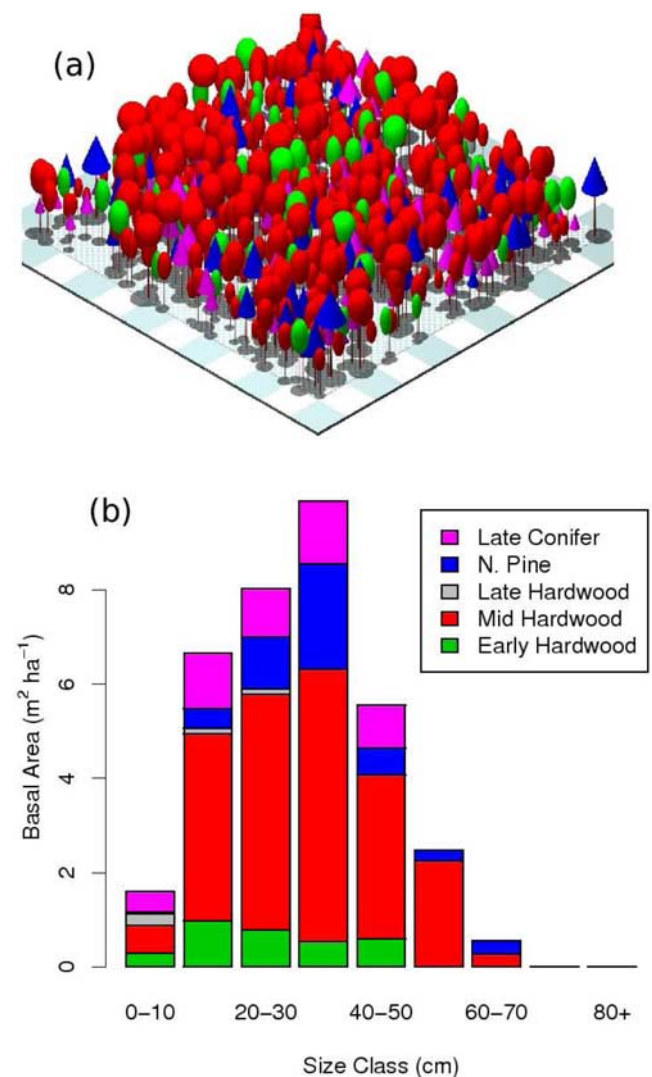 (a)
(b)
Late Conifer
N. Pine
Late Hardwood
Mid Hardwood
Early Hardwood
8
6
4
2
0
Basal Area (m² ha⁻¹)
0−10 20−30 40−50 60−70 80+
Size Class (cm)